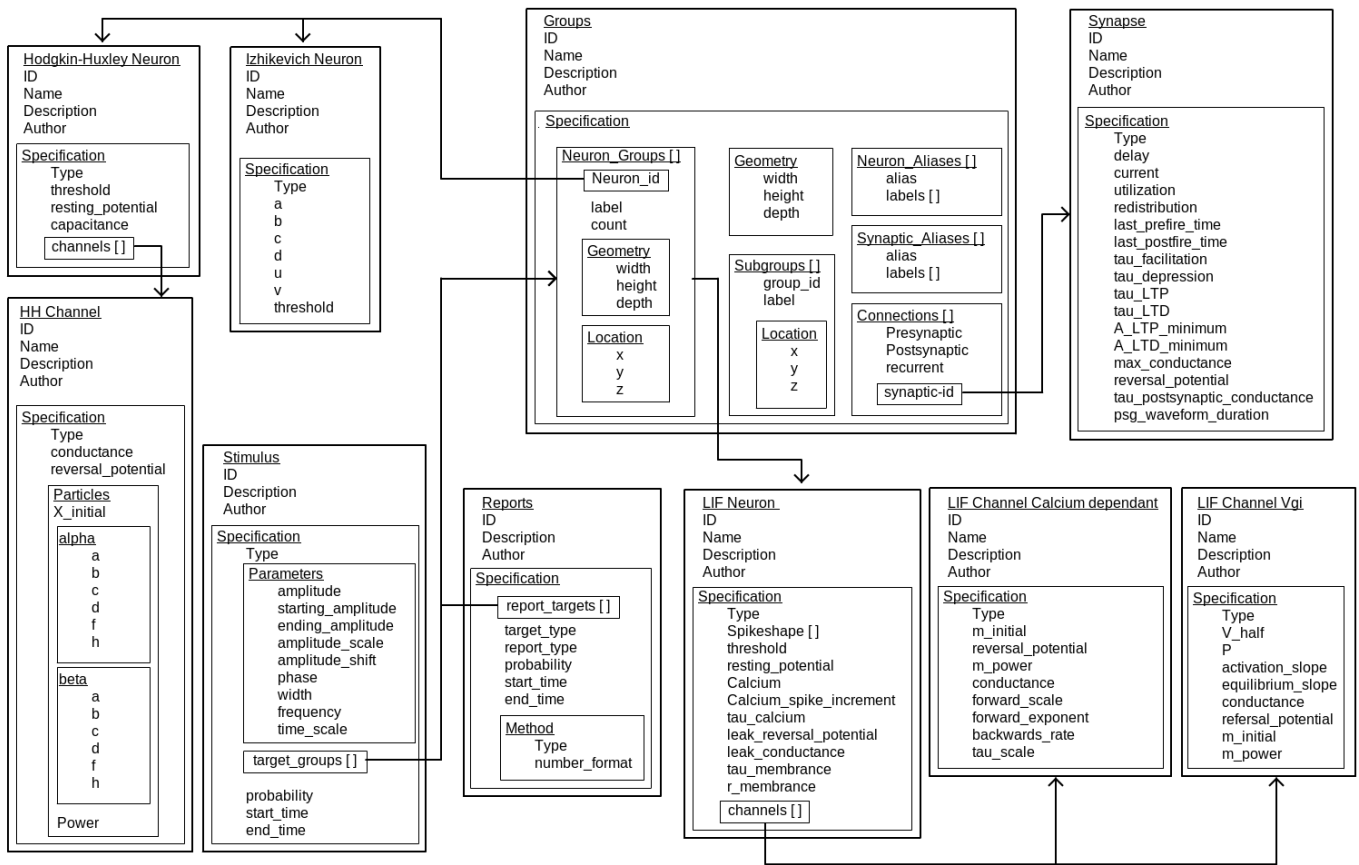 Hodgkin-Huxley Neuron
ID
Name
Description
Author
Specification
Type
threshold
resting_potential
capacitance
channels [ ]
Izhikevich Neuron
ID
Name
Description
Author
Specification
Type
a
b
c
d
u
v
threshold
Groups
ID
Name
Description
Author
Specification
Neuron_Groups [ ]
Neuron_id
label
count
Geometry
width
height
depth
Location
x
y
z
Geometry
width
height
depth
Subgroups [ ]
group_id
label
Location
x
y
z
Neuron_Aliases [ ]
alias
labels [ ]
Synaptic_Aliases [ ]
alias
labels [ ]
Connections [ ]
Presynaptic
Postsynaptic
recurrent
synaptic-id
Synapse
ID
Name
Description
Author
Specification
Type
delay
current
utilization
redistribution
last_prefire_time
last_postfire_time
tau_facilitation
tau_depression
tau_LTP
tau_LTD
A_LTP_minimum
A_LTD_minimum
max_conductance
reversal_potential
tau_postsynaptic_conductance
psg_waveform_duration
HH Channel
ID
Name
Description
Author
Specification
Type
conductance
reversal_potential
Particles
X_initial
alpha
a
b
c
d
f
h
beta
a
b
c
d
f
h
Power
Stimulus
ID
Description
Author
Specification
Type
Parameters
amplitude
starting_amplitude
ending_amplitude
amplitude_scale
amplitude_shift
phase
width
frequency
time_scale
target_groups [ ]
probability
start_time
end_time
Reports
ID
Description
Author
Specification
report_targets [ ]
target_type
report_type
probability
start_time
end_time
Method
Type
number_format
LIF Neuron
ID
Name
Description
Author
Specification
Type
Spikeshape [ ]
threshold
resting_potential
Calcium
Calcium_spike_increment
tau_calcium
leak_reversal_potential
leak_conductance
tau_membrance
r_membrance
channels [ ]
LIF Channel Calcium dependant
ID
Name
Description
Author
Specification
Type
m_initial
reversal_potential
m_power
conductance
forward_scale
forward_exponent
backwards_rate
tau_scale
LIF Channel Vgi
ID
Name
Description
Author
Specification
Type
V_half
P
activation_slope
equilibrium_slope
conductance
refersal_potential
m_initial
m_power